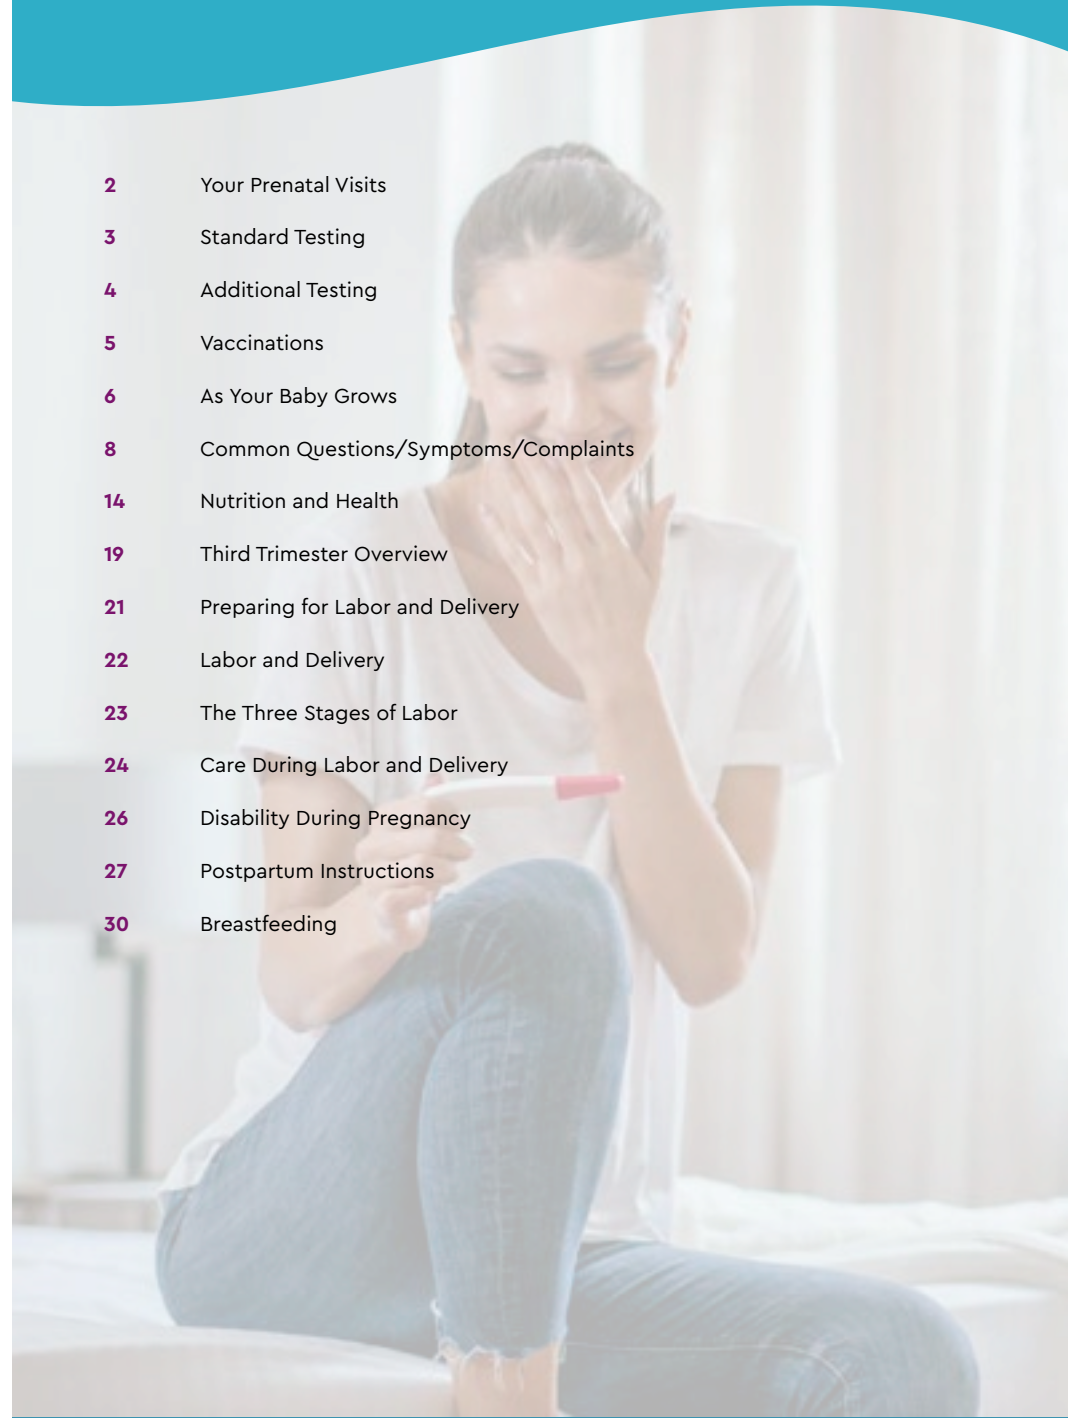 2 Your Prenatal Visits
3 Standard Testing
4 Additional Testing
5 Vaccinations
6 As Your Baby Grows
8 Common Questions/Symptoms/Complaints
14 Nutrition and Health
19 Third Trimester Overview
21 Preparing for Labor and Delivery
22 Labor and Delivery
23 The Three Stages of Labor
24 Care During Labor and Delivery
26 Disability During Pregnancy
27 Postpartum Instructions
30 Breastfeeding